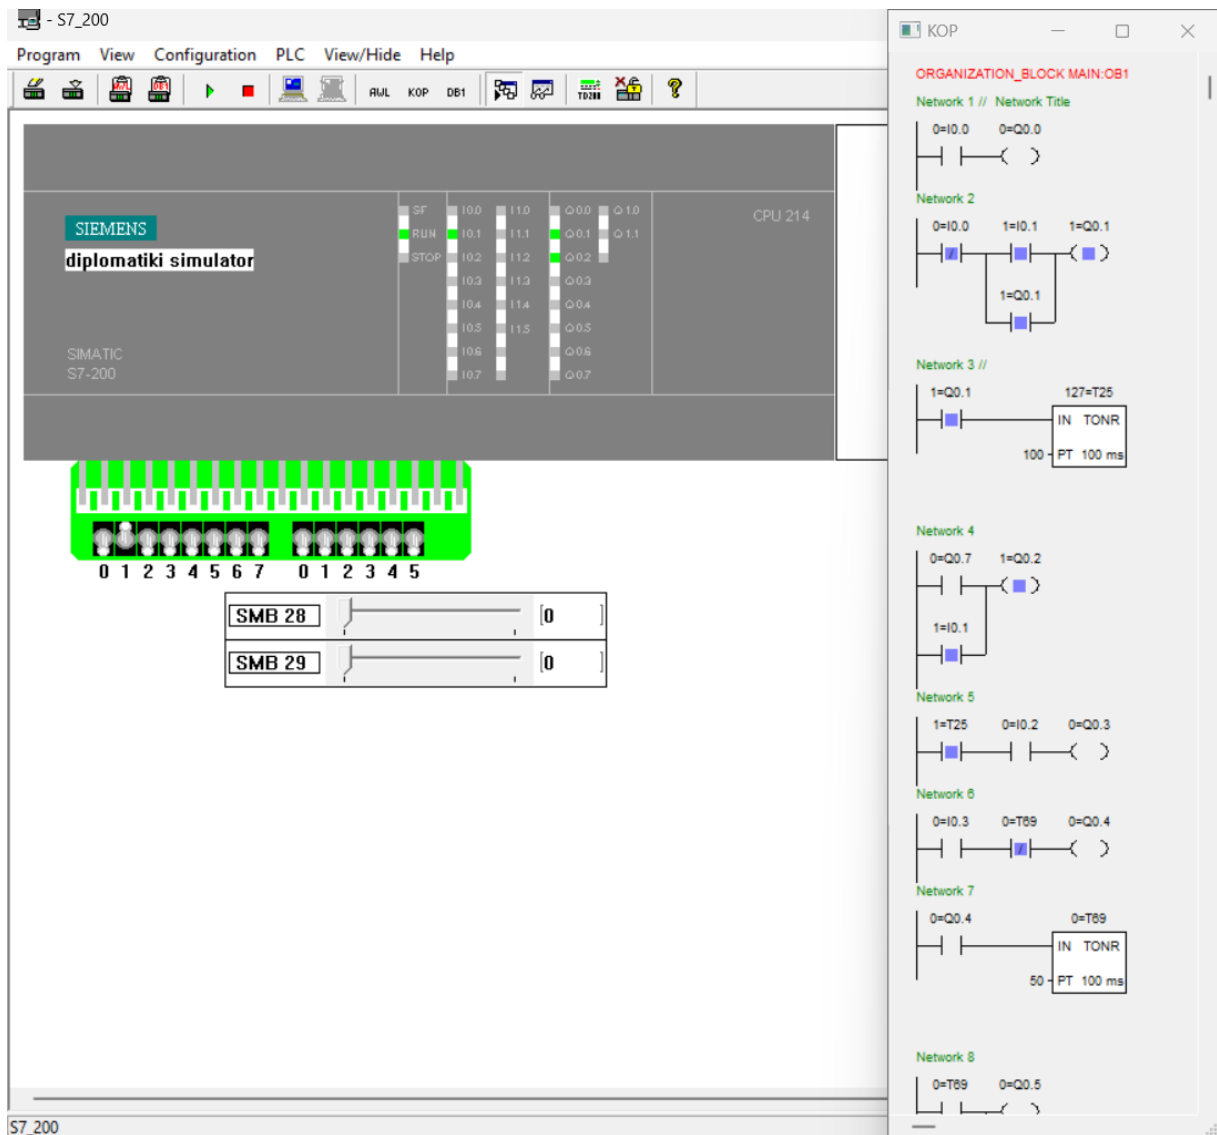 - S7_200
Program View Configuration PLC View/Hide Help
AWL KOP DB1 TD200 ?
SIEMENS
diplomatiki simulator
SIMATIC
S7-200
SF I0.0 I1.0 Q0.0 Q1.0
RUN I0.1 I1.1 Q0.1 Q1.1
STOP I0.2 I1.2 Q0.2
I0.3 I1.3 Q0.3
I0.4 I1.4 Q0.4
I0.5 I1.5 Q0.5
I0.6 Q0.6
I0.7 Q0.7
CPU 214
0 1 2 3 4 5 6 7 0 1 2 3 4 5
SMB 28 [0 ]
SMB 29 [0 ]
S7_200
KOP
ORGANIZATION_BLOCK MAIN:OB1
Network 1 // Network Title
0=I0.0 0=Q0.0
Network 2
0=I0.0 1=I0.1 1=Q0.1
1=Q0.1
Network 3 //
1=Q0.1 127=T25
IN TONR
100 - PT 100 ms
Network 4
0=Q0.7 1=Q0.2
1=I0.1
Network 5
1=T25 0=I0.2 0=Q0.3
Network 6
0=I0.3 0=T69 0=Q0.4
Network 7
0=Q0.4 0=T69
IN TONR
50 - PT 100 ms
Network 8
0=T69 0=Q0.5